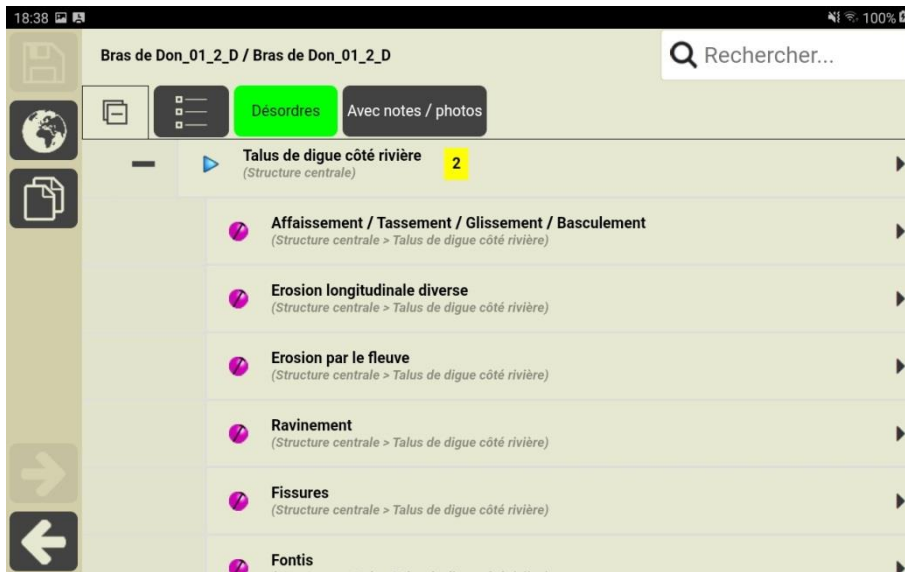 18:38
100%
Bras de Don_01_2_D / Bras de Don_01_2_D
Rechercher...
Désordres
Avec notes / photos
Talus de digue côté rivière
2
(Structure centrale)
Affaissement / Tassement / Glissement / Basculement
(Structure centrale > Talus de digue côté rivière)
Erosion longitudinale diverse
(Structure centrale > Talus de digue côté rivière)
Erosion par le fleuve
(Structure centrale > Talus de digue côté rivière)
Ravinement
(Structure centrale > Talus de digue côté rivière)
Fissures
(Structure centrale > Talus de digue côté rivière)
Fontis